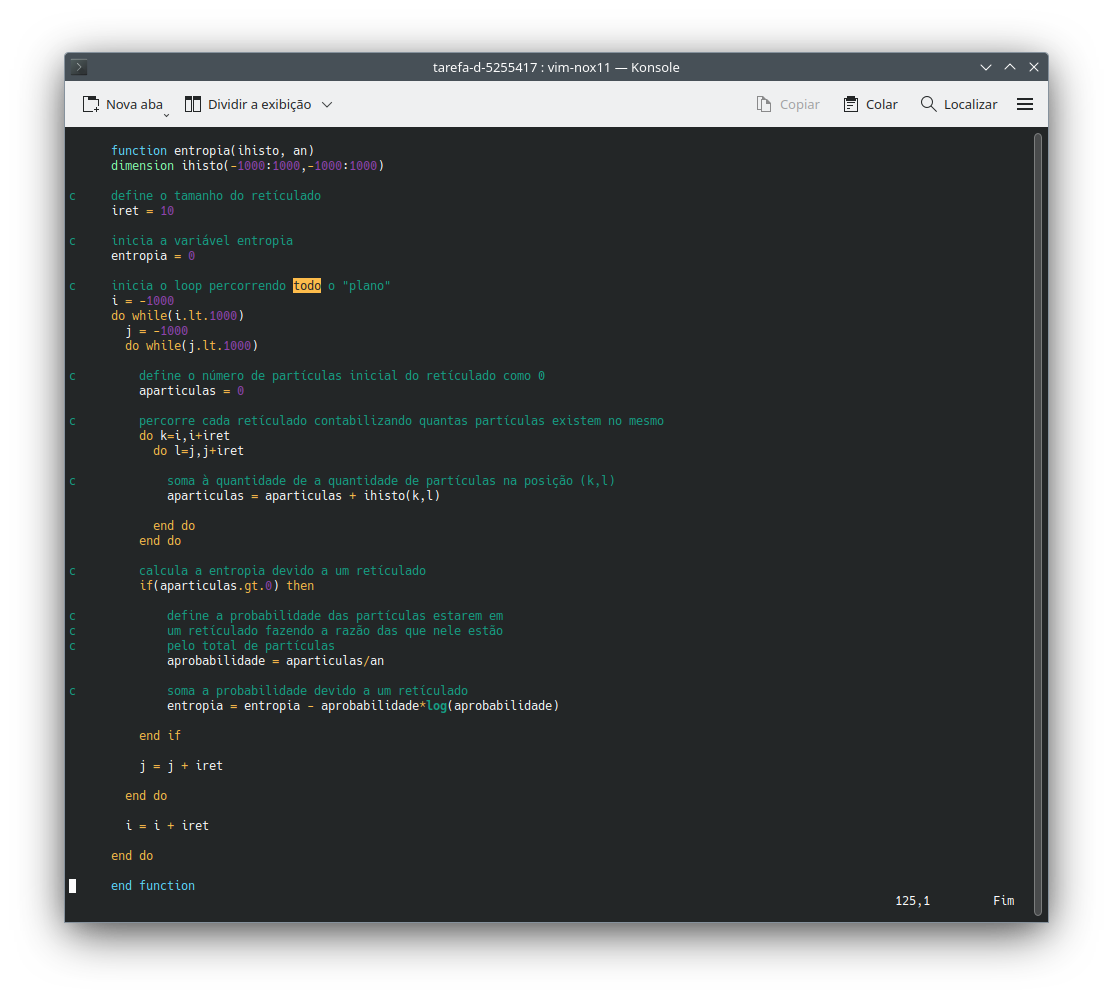 tarefa-d-5255417 : vim-nox11 — Konsole
Nova aba Dividir a exibição Copiar Colar Localizar
      function entropia(ihisto, an)
      dimension ihisto(-1000:1000,-1000:1000)
c     define o tamanho do retículado
      iret = 10
c     inicia a variável entropia
      entropia = 0
c     inicia o loop percorrendo todo o "plano"
      i = -1000
      do while(i.lt.1000)
        j = -1000
        do while(j.lt.1000)
c         define o número de partículas inicial do retículado como 0
          aparticulas = 0
c         percorre cada retículado contabilizando quantas partículas existem no mesmo
          do k=i,i+iret
            do l=j,j+iret
c             soma à quantidade de a quantidade de partículas na posição (k,l)
              aparticulas = aparticulas + ihisto(k,l)
            end do
          end do
c         calcula a entropia devido a um retículado
          if(aparticulas.gt.0) then
c             define a probabilidade das partículas estarem em
c             um retículado fazendo a razão das que nele estão
c             pelo total de partículas
              aprobabilidade = aparticulas/an
c             soma a probabilidade devido a um retículado
              entropia = entropia - aprobabilidade*log(aprobabilidade)
          end if
          j = j + iret
        end do
        i = i + iret
      end do
      end function
125,1 Fim